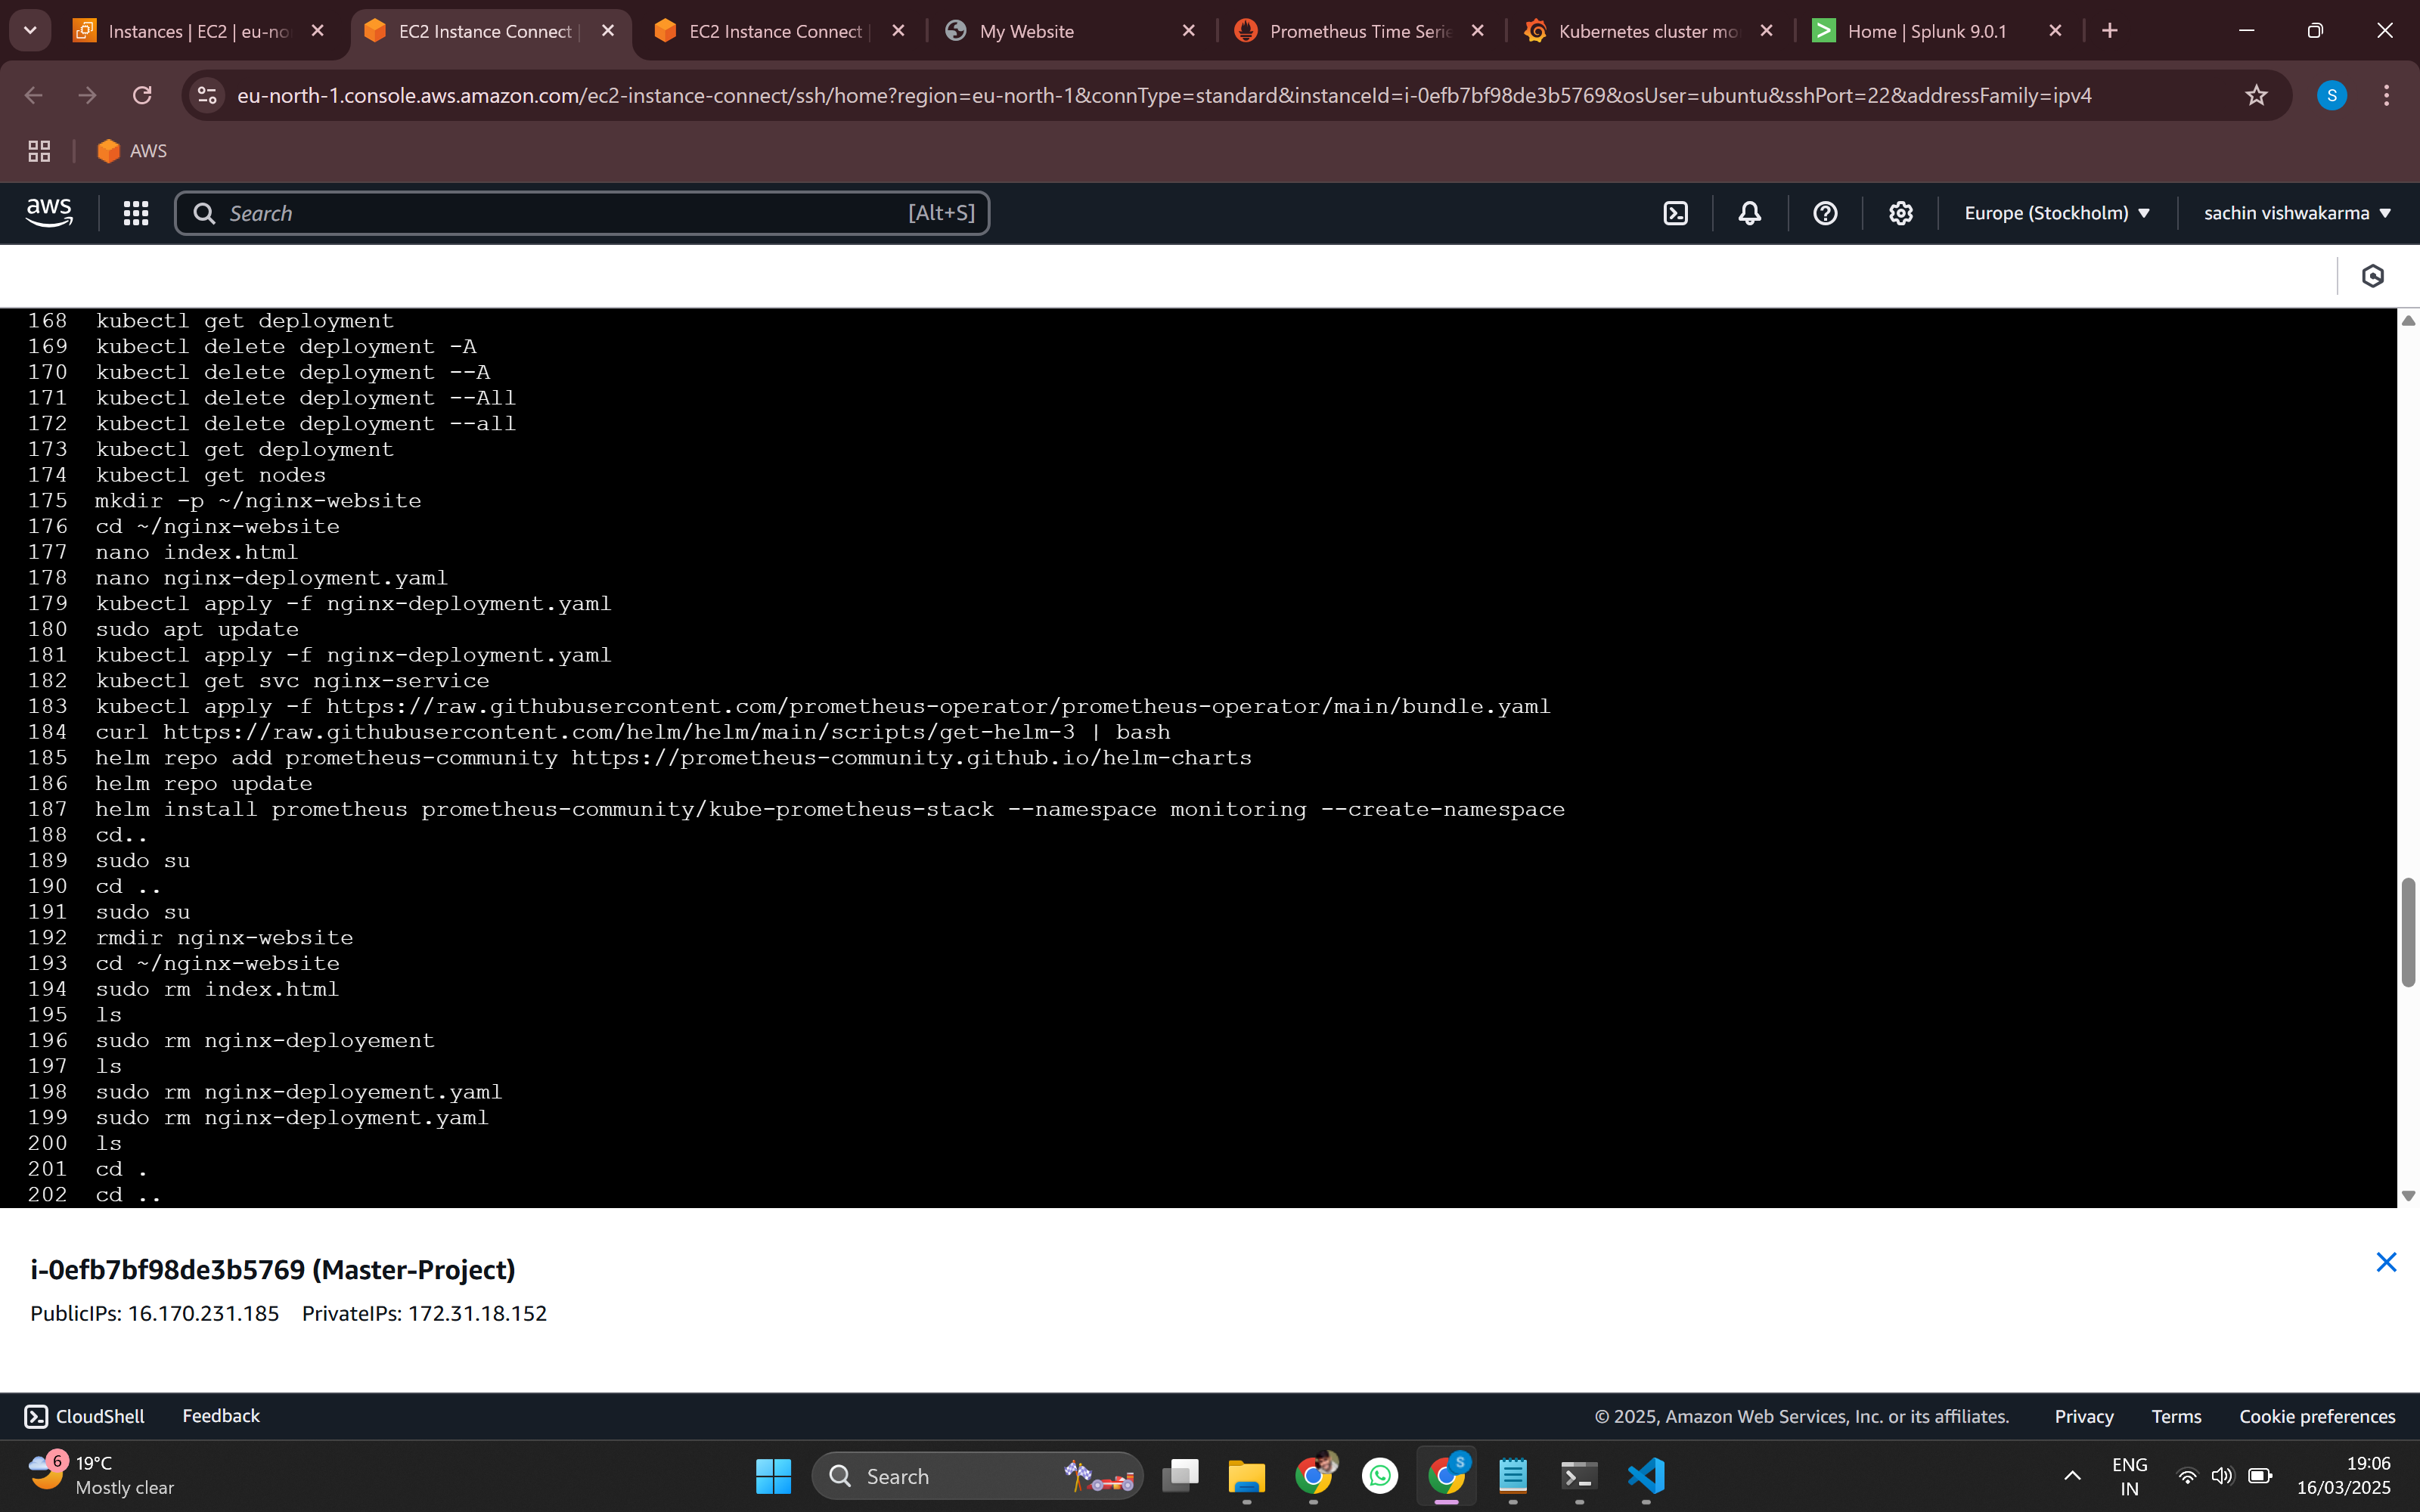 Instances | EC2 | eu-no
EC2 Instance Connect |
EC2 Instance Connect |
My Website
Prometheus Time Serie
Kubernetes cluster mo
Home | Splunk 9.0.1
eu-north-1.console.aws.amazon.com/ec2-instance-connect/ssh/home?region=eu-north-1&connType=standard&instanceId=i-0efb7bf98de3b5769&osUser=ubuntu&sshPort=22&addressFamily=ipv4
S
AWS
aws
Search
[Alt+S]
Europe (Stockholm)
sachin vishwakarma
168 kubectl get deployment
169 kubectl delete deployment -A
170 kubectl delete deployment --A
171 kubectl delete deployment --All
172 kubectl delete deployment --all
173 kubectl get deployment
174 kubectl get nodes
175 mkdir -p ~/nginx-website
176 cd ~/nginx-website
177 nano index.html
178 nano nginx-deployment.yaml
179 kubectl apply -f nginx-deployment.yaml
180 sudo apt update
181 kubectl apply -f nginx-deployment.yaml
182 kubectl get svc nginx-service
183 kubectl apply -f https://raw.githubusercontent.com/prometheus-operator/prometheus-operator/main/bundle.yaml
184 curl https://raw.githubusercontent.com/helm/helm/main/scripts/get-helm-3 | bash
185 helm repo add prometheus-community https://prometheus-community.github.io/helm-charts
186 helm repo update
187 helm install prometheus prometheus-community/kube-prometheus-stack --namespace monitoring --create-namespace
188 cd..
189 sudo su
190 cd ..
191 sudo su
192 rmdir nginx-website
193 cd ~/nginx-website
194 sudo rm index.html
195 ls
196 sudo rm nginx-deployement
197 ls
198 sudo rm nginx-deployement.yaml
199 sudo rm nginx-deployment.yaml
200 ls
201 cd .
202 cd ..
i-0efb7bf98de3b5769 (Master-Project)
PublicIPs: 16.170.231.185 PrivateIPs: 172.31.18.152
CloudShell
Feedback
© 2025, Amazon Web Services, Inc. or its affiliates.
Privacy
Terms
Cookie preferences
6
19°C
Mostly clear
Search
S
ENG
IN
19:06
16/03/2025